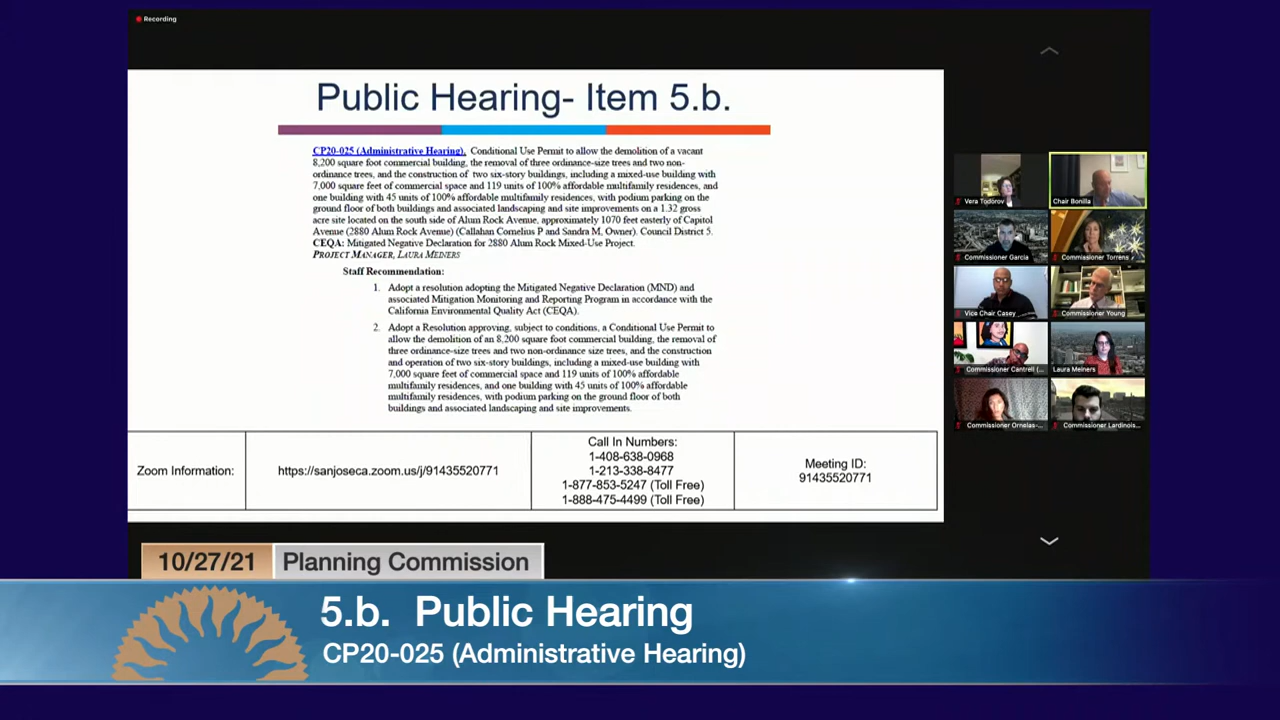 Recording
Public Hearing- Item 5.b.
CP20-025 (Administrative Hearing). Conditional Use Permit to allow the demolition of a vacant
8,200 square foot commercial building, the removal of three ordinance-size trees and two non-
ordinance trees, and the construction of two six-story buildings, including a mixed-use building with
7,000 square feet of commercial space and 119 units of 100% affordable multifamily residences, and
one building with 45 units of 100% affordable multifamily residences, with podium parking on the
ground floor of both buildings and associated landscaping and site improvements on a 1.32 gross
acre site located on the south side of Alum Rock Avenue, approximately 1070 feet easterly of Capitol
Avenue (2880 Alum Rock Avenue) (Callahan Cornelius P and Sandra M, Owner). Council District 5.
CEQA: Mitigated Negative Declaration for 2880 Alum Rock Mixed-Use Project.
PROJECT MANAGER, LAURA MEINERS
Staff Recommendation:
1. Adopt a resolution adopting the Mitigated Negative Declaration (MND) and
associated Mitigation Monitoring and Reporting Program in accordance with the
California Environmental Quality Act (CEQA).
2. Adopt a Resolution approving, subject to conditions, a Conditional Use Permit to
allow the demolition of an 8,200 square foot commercial building, the removal of
three ordinance-size trees and two non-ordinance size trees, and the construction
and operation of two six-story buildings, including a mixed-use building with
7,000 square feet of commercial space and 119 units of 100% affordable
multifamily residences, and one building with 45 units of 100% affordable
multifamily residences, with podium parking on the ground floor of both
buildings and associated landscaping and site improvements.
Zoom Information:
https://sanjoseca.zoom.us/j/91435520771
Call In Numbers:
1-408-638-0968
1-213-338-8477
1-877-853-5247 (Toll Free)
1-888-475-4499 (Toll Free)
Meeting ID:
91435520771
Vera Todorov
Chair Bonilla
Commissioner Garcia
Commissioner Torrens
Vice Chair Casey
Commissioner Young
Commissioner Cantrell (...
Laura Meiners
Commissioner Ornelas-...
Commissioner Lardinois...
10/27/21 Planning Commission
5.b. Public Hearing
CP20-025 (Administrative Hearing)